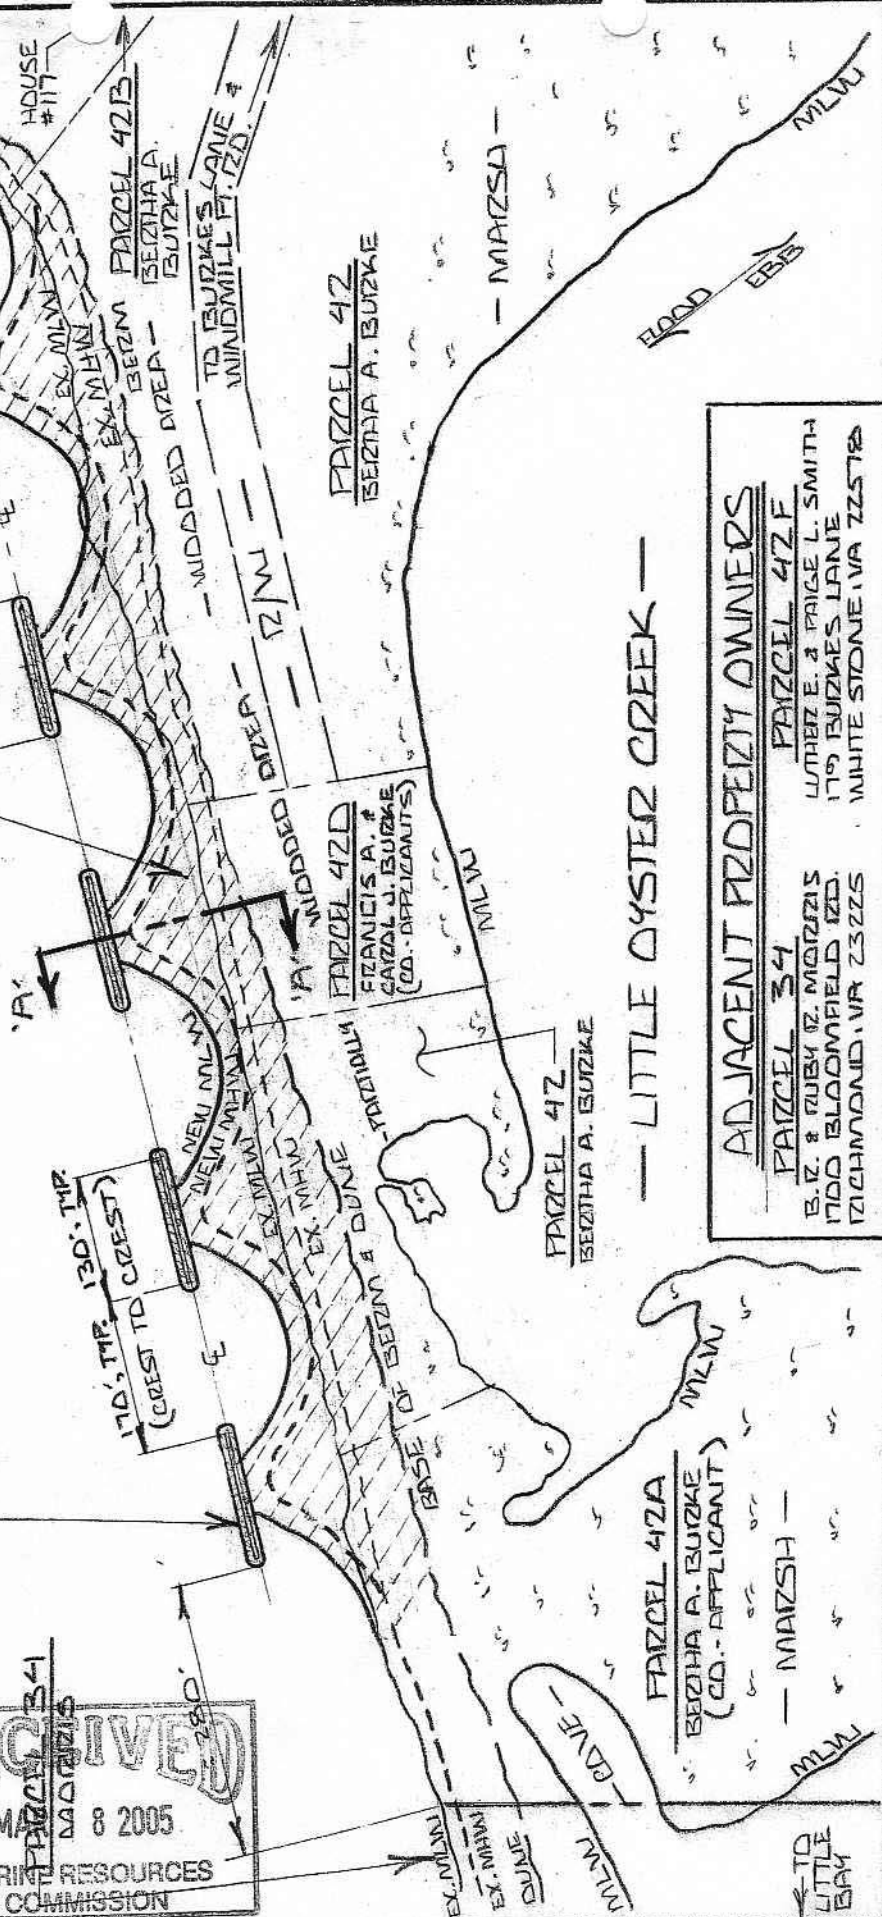 HOUSE
#117
PARCEL 42B
BERTHA A.
BURKE
EX. MLW
EX. MHW
BERM
— WOODED AREA —
TO BURKES LANE &
WINDMILL PT. RD.
— R/W —
PARCEL 42
BERTHA A. BURKE
— MARSH —
MLW
FLOOD
EBB
℄
'A'
'A'
WOODED AREA —
PARCEL 42D
FRANCIS A. &
CAROL J. BURKE
(CO.-APPLICANTS)
MLW
NEW MLW
NEW MHW
EX. MLW
EX. MHW
BASE OF BERM & DUNE
— PARTIALLY
PARCEL 42
BERTHA A. BURKE
— LITTLE OYSTER CREEK —
170', TYP.
130', TYP.
(CREST TO CREST)
℄
ADJACENT PROPERTY OWNERS
PARCEL 34
B.R. & RUBY R. MORRIS
1700 BLOOMFIELD RD.
RICHMOND, VA 23225
PARCEL 42F
LUTHER E. & PAIGE L. SMITH
179 BURKES LANE
WHITE STONE, VA 22578
MLW
PARCEL 42A
BERTHA A. BURKE
(CO.-APPLICANT)
— MARSH —
MLW
280'
PARCEL 34
MORRIS
8 2005
RESOURCES
COMMISSION
EX. MLW
EX. MHW
DUNE
MLW
— COVE —
← TO
LITTLE
BAY